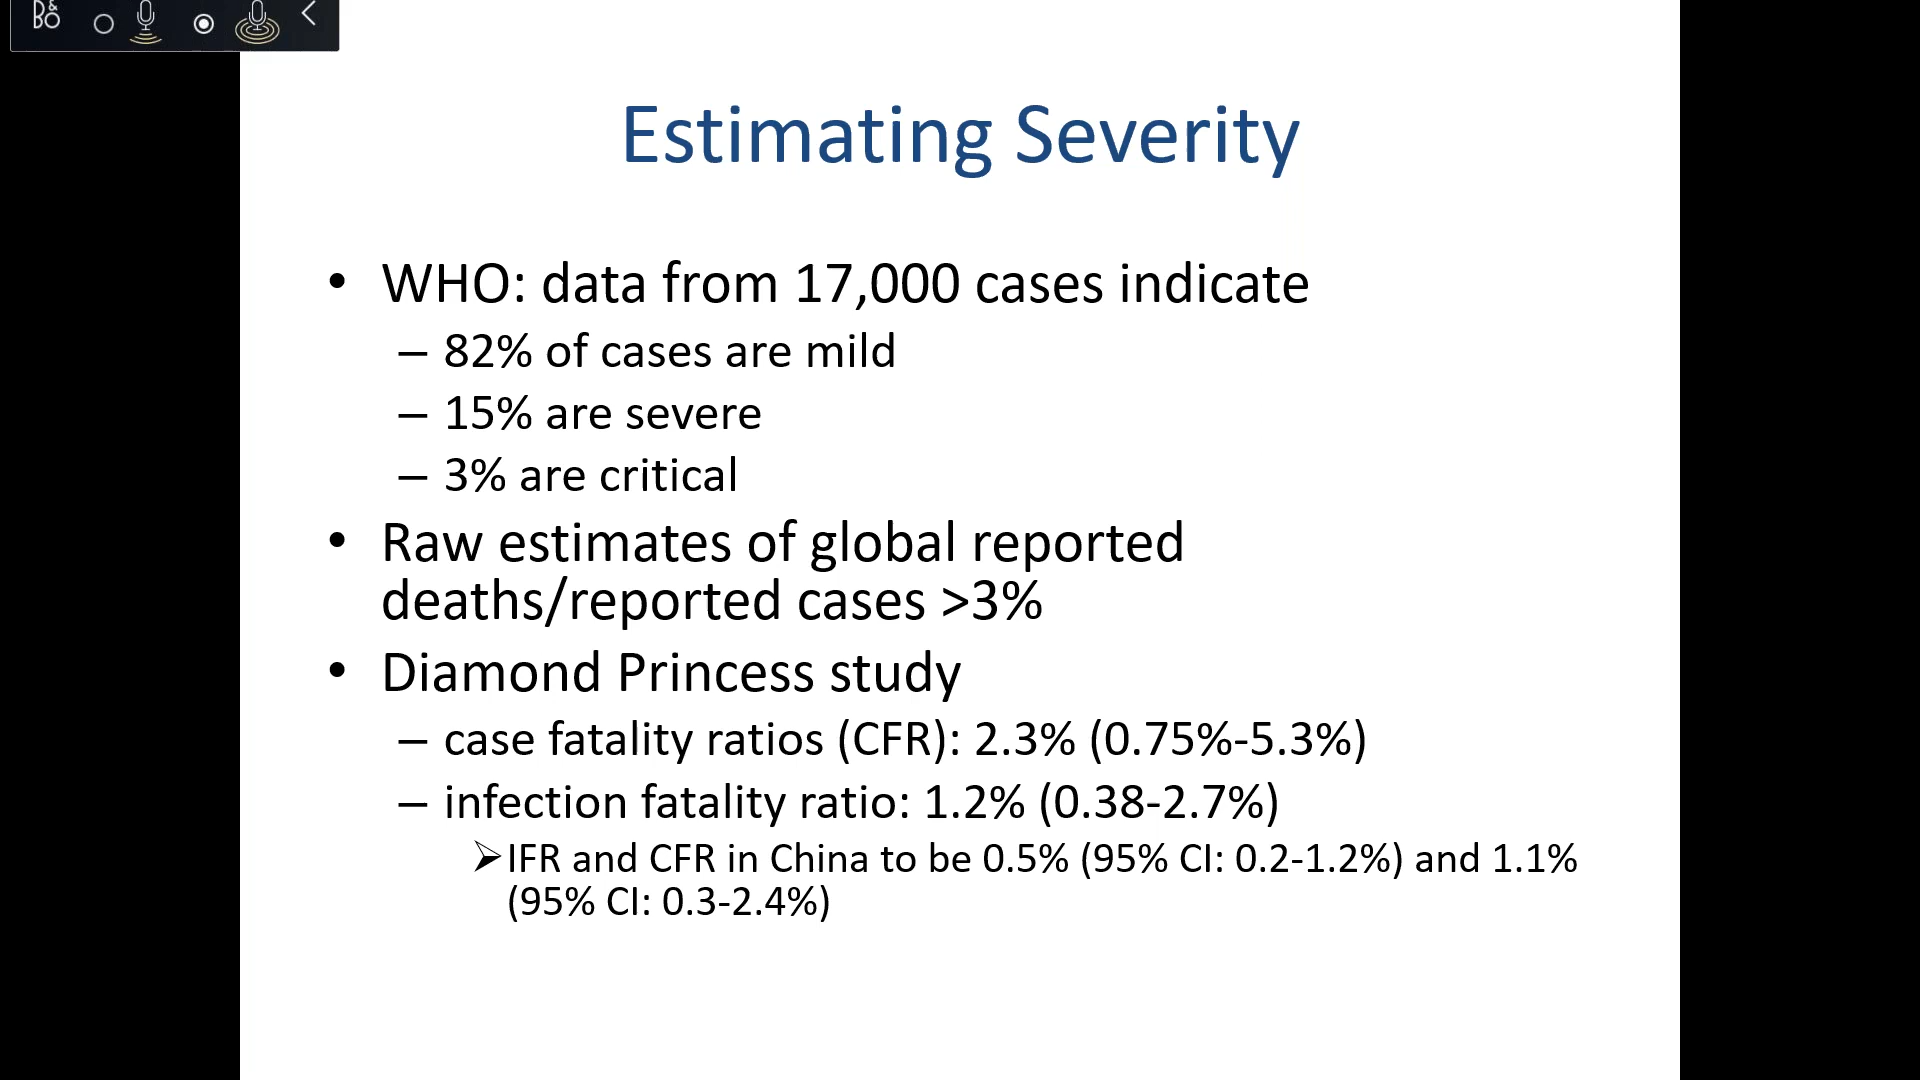 B&O
Estimating Severity
• WHO: data from 17,000 cases indicate
– 82% of cases are mild
– 15% are severe
– 3% are critical
• Raw estimates of global reported
deaths/reported cases >3%
• Diamond Princess study
– case fatality ratios (CFR): 2.3% (0.75%-5.3%)
– infection fatality ratio: 1.2% (0.38-2.7%)
➢IFR and CFR in China to be 0.5% (95% CI: 0.2-1.2%) and 1.1%
(95% CI: 0.3-2.4%)